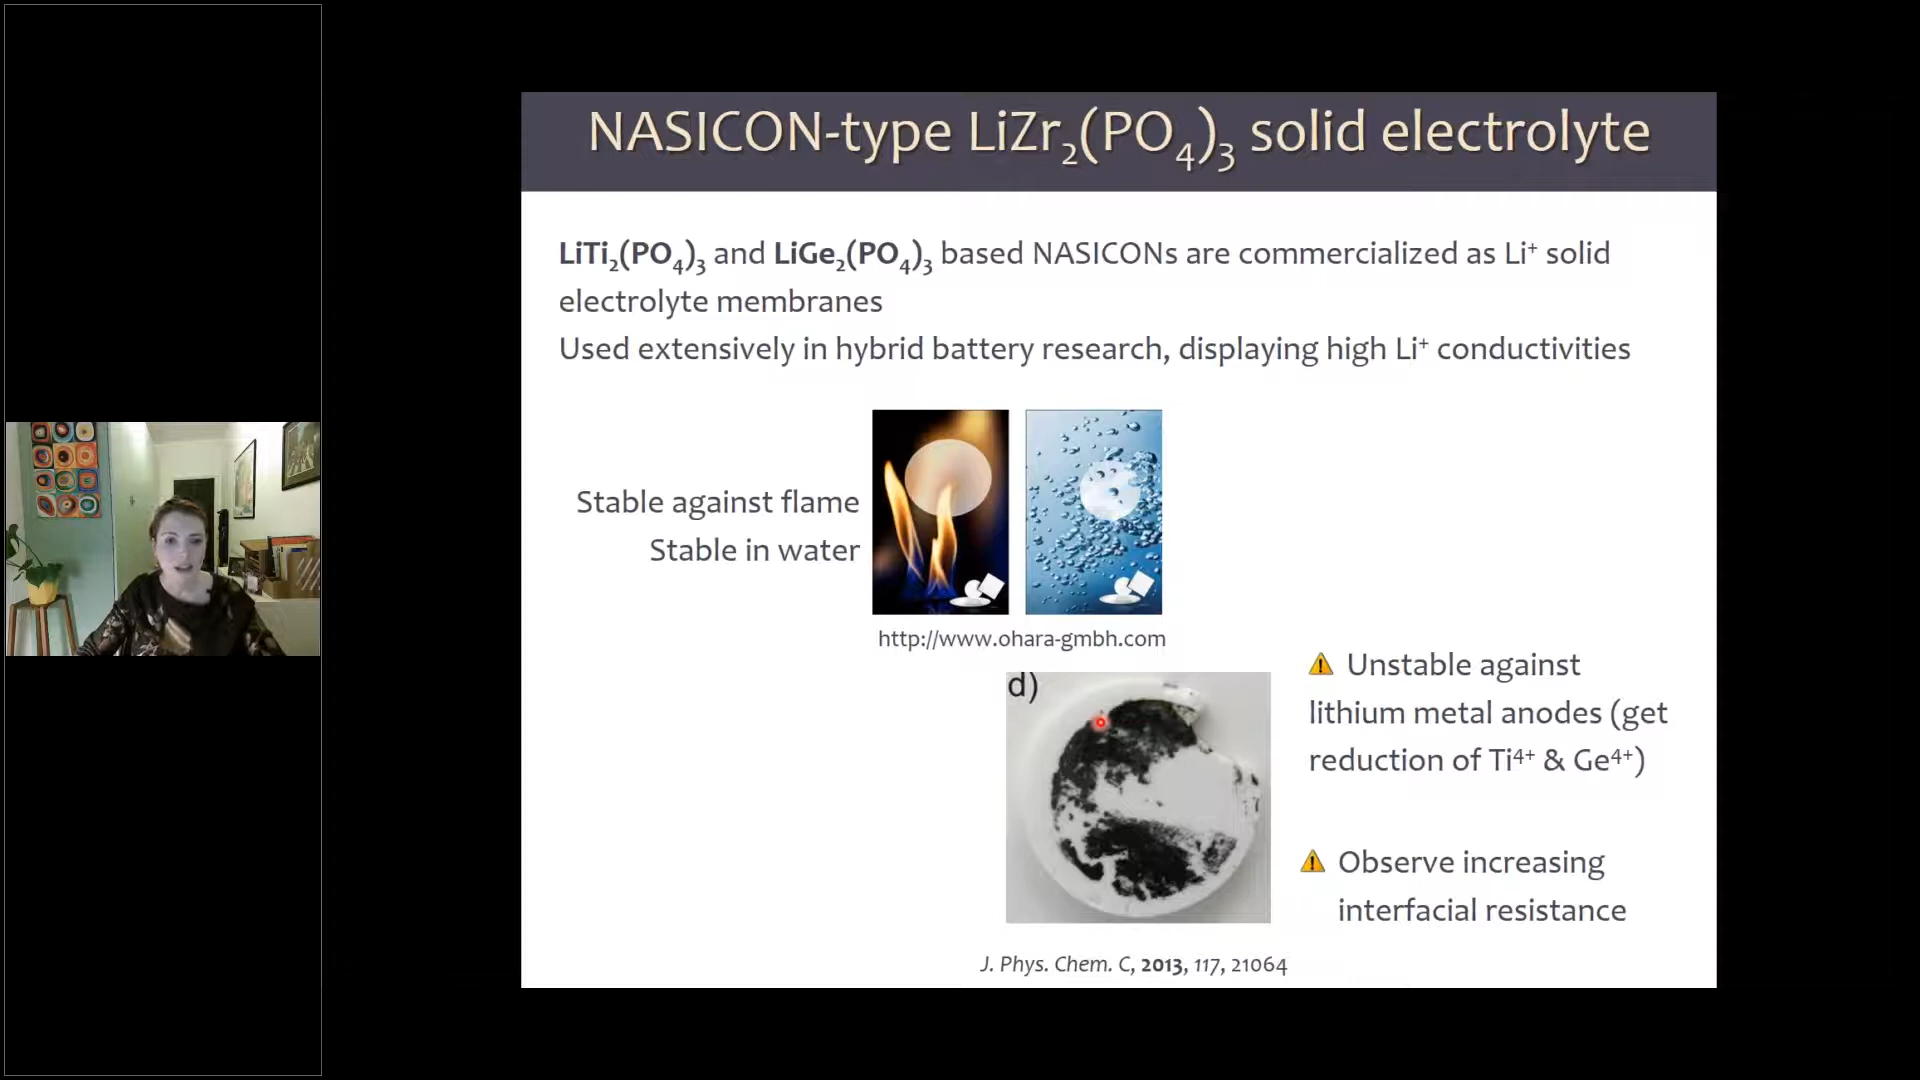 NASICON-type LiZr₂(PO₄)₃ solid electrolyte
LiTi₂(PO₄)₃ and LiGe₂(PO₄)₃ based NASICONs are commercialized as Li⁺ solid
electrolyte membranes
Used extensively in hybrid battery research, displaying high Li⁺ conductivities
Stable against flame
Stable in water
http://www.ohara-gmbh.com
d)
⚠ Unstable against
lithium metal anodes (get
reduction of Ti⁴⁺ & Ge⁴⁺)
⚠ Observe increasing
interfacial resistance
J. Phys. Chem. C, 2013, 117, 21064